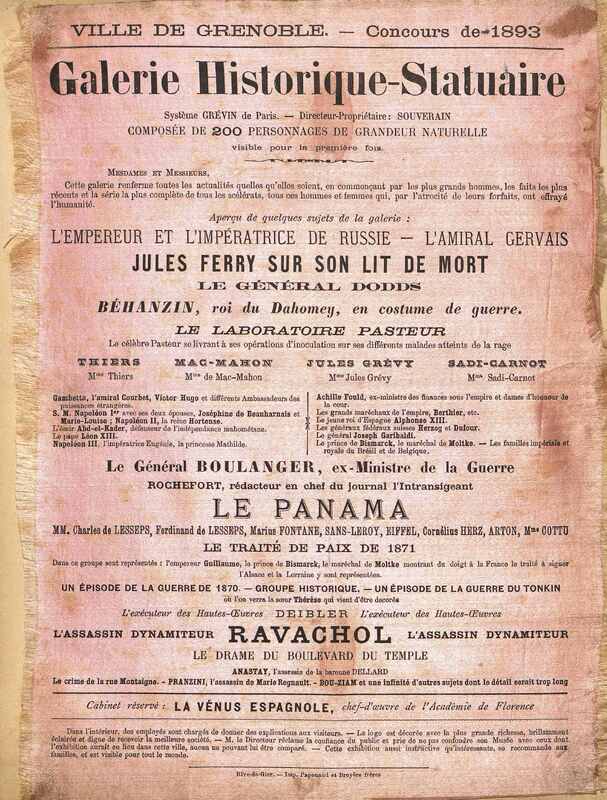 VILLE DE GRENOBLE. — Concours de 1893
Galerie Historique-Statuaire
Système GRÉVIN de Paris. — Directeur-Propriétaire: SOUVERAIN
COMPOSÉE DE 200 PERSONNAGES DE GRANDEUR NATURELLE
visible pour la première fois.
MESDAMES ET MESSIEURS,
Cette galerie renferme toutes les actualités quelles qu'elles soient, en commençant par les plus grands hommes, les faits les plus
récents et la série la plus complète de tous les scélérats, tous ces hommes et femmes qui, par l'atrocité de leurs forfaits, ont effrayé
l'humanité.
Aperçu de quelques sujets de la galerie :
L'EMPEREUR ET L'IMPÉRATRICE DE RUSSIE — L'AMIRAL GERVAIS
JULES FERRY SUR SON LIT DE MORT
LE GÉNÉRAL DODDS
BÉHANZIN, roi du Dahomey, en costume de guerre.
LE LABORATOIRE PASTEUR
Le célèbre Pasteur se livrant à ses opérations d'inoculation sur ses différents malades atteints de la rage
THIERS MAC-MAHON JULES GRÉVY SADI-CARNOT
Mme Thiers Mme de Mac-Mahon Mme Jules Grévy Mme Sadi-Carnot
Gambetta, l'amiral Courbet, Victor Hugo et différents Ambassadeurs des
puissances étrangères.
S. M. Napoléon Ier avec ses deux épouses, Joséphine de Beauharnais et
Marie-Louise ; Napoléon II, la reine Hortense.
L'émir Abd-el-Kader, défenseur de l'indépendance mahométane.
Le pape Léon XIII.
Napoléon III, l'impératrice Eugénie, la princesse Mathilde.
Achille Fould, ex-ministre des finances sous l'empire et dames d'honneur de
la cour.
Les grands maréchaux de l'empire, Berthier, etc.
Le jeune roi d'Espagne Alphonse XIII.
Les généraux fédéraux suisses Herzog et Dufour.
Le général Joseph Garibaldi.
Le prince de Bismarck, le maréchal de Moltke. — Les familles impériale et
royale du Brésil et de Belgique.
Le Général BOULANGER, ex-Ministre de la Guerre
ROCHEFORT, rédacteur en chef du journal l'Intransigeant
LE PANAMA
MM. Charles de LESSEPS, Ferdinand de LESSEPS, Marius FONTANE, SANS-LEROY, EIFFEL, Cornélius HERZ, ARTON, Mme COTTU
LE TRAITÉ DE PAIX DE 1871
Dans ce groupe sont représentés : l'empereur Guillaume, le prince de Bismarck, le maréchal de Moltke montrant du doigt à la France le traité à signer
l'Alsace et la Lorraine y sont représentées.
UN ÉPISODE DE LA GUERRE DE 1870. — GROUPE HISTORIQUE. — UN ÉPISODE DE LA GUERRE DU TONKIN
où l'on verra la sœur Thérèse qui vient d'être décorée
L'exécuteur des Hautes-Œuvres DEIBLER L'exécuteur des Hautes-Œuvres
L'ASSASSIN DYNAMITEUR RAVACHOL L'ASSASSIN DYNAMITEUR
LE DRAME DU BOULEVARD DU TEMPLE
ANASTAY, l'assassin de la baronne DELLARD
Le crime de la rue Montaigne. - PRANZINI, l'assassin de Marie Regnault. - BOU-ZIAM et une infinité d'autres sujets dont le détail serait trop long
Cabinet réservé : LA VÉNUS ESPAGNOLE, chef-d'œuvre de l'Académie de Florence
Dans l'intérieur, des employés sont chargés de donner des explications aux visiteurs. — La loge est décorée avec la plus grande richesse, brillamment
éclairée et digne de recevoir la meilleure société. — M. le Directeur réclame la confiance du public et prie de ne pas confondre son Musée avec ceux dont
l'exhibition aurait eu lieu dans cette ville, aucun ne pouvant lui être comparé. — Cette exhibition aussi instructive qu'intéressante, se recommande aux
familles, et est visible pour tout le monde.
Rive-de-Gier. — Imp. Paponaud et Bruyère frères